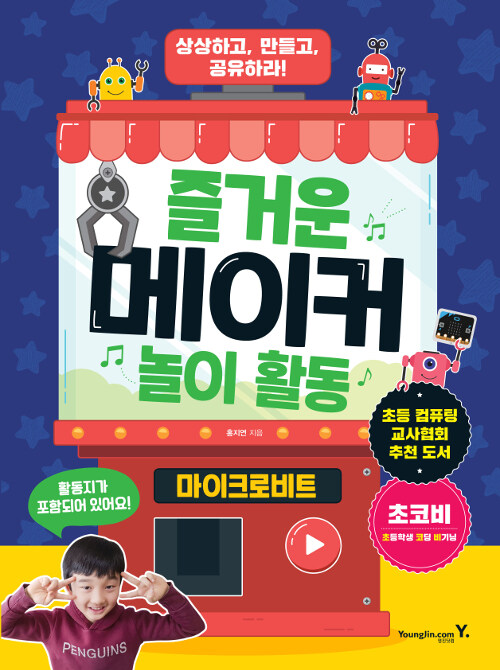 상상하고, 만들고,
공유하라!
즐거운
메이커
놀이 활동
홍지연 지음
초등 컴퓨팅
교사협회
추천 도서
마이크로비트
활동지가
포함되어 있어요!
초코비
초등학생 코딩 비기님
PENGUINS
Youngjin.com Y.
영진닷컴